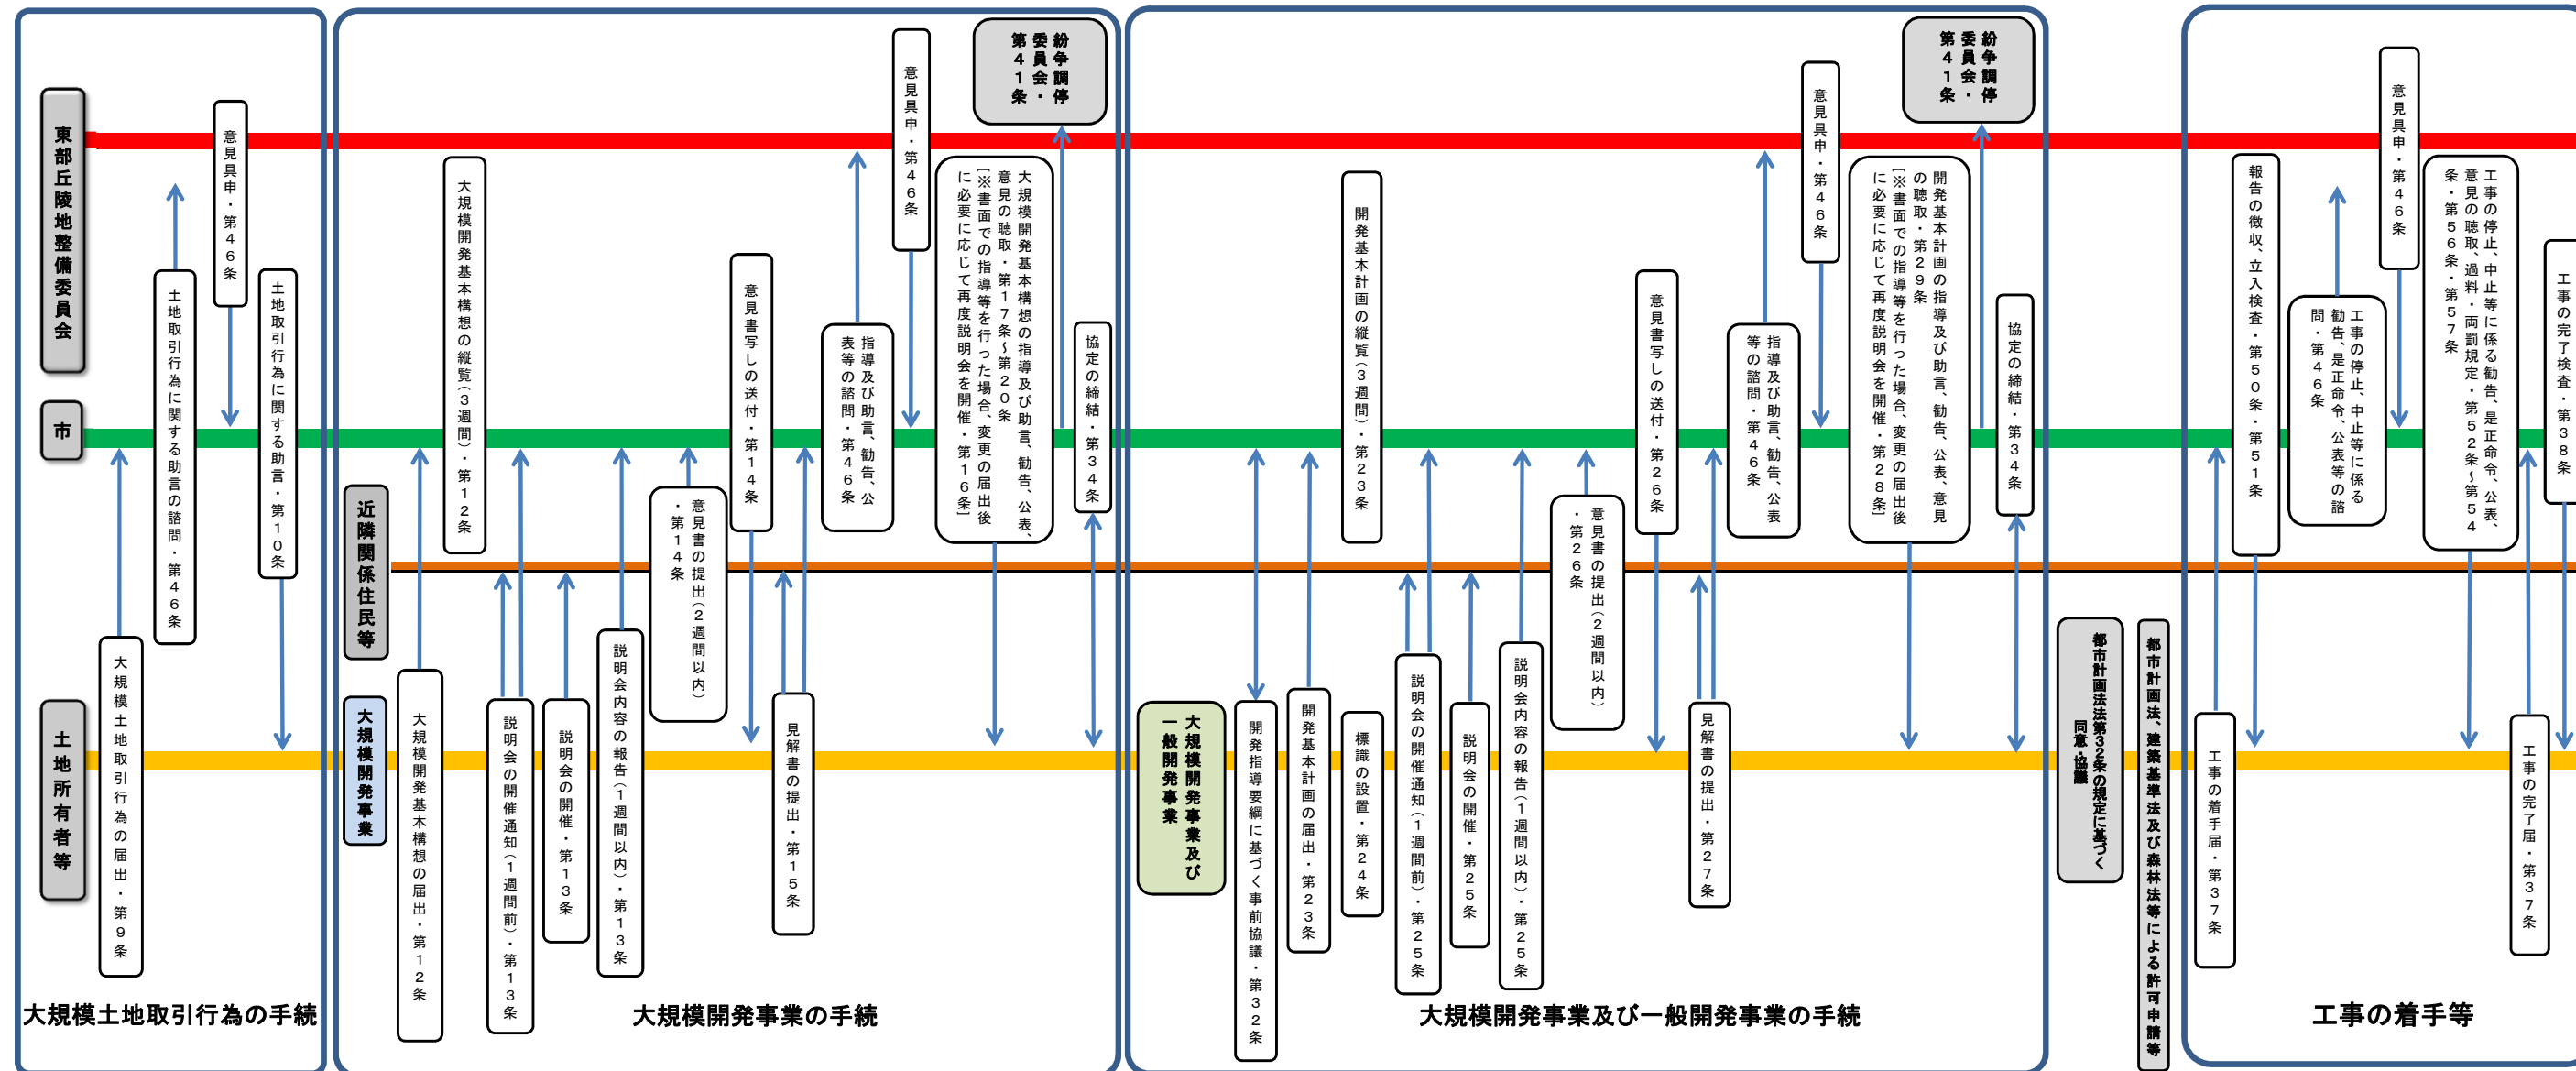 東部丘陵地整備委員会
市
土地所有者等
大規模土地取引行為の届出・第９条
土地取引行為に関する助言の諮問・第４６条
意見具申・第４６条
土地取引行為に関する助言・第１０条
大規模土地取引行為の手続
近隣関係住民等
大規模開発事業
大規模開発基本構想の届出・第１２条
大規模開発基本構想の縦覧（３週間）・第１２条
説明会の開催通知（１週間前）・第１３条
説明会の開催・第１３条
説明会内容の報告（１週間以内）・第１３条
意見書の提出（２週間以内）
・第１４条
意見書写しの送付・第１４条
見解書の提出・第１５条
指導及び助言、勧告、公
表等の諮問・第４６条
意見具申・第４６条
大規模開発基本構想の指導及び助言、勧告、公表、
意見の聴取・第１７条～第２０条
［※書面での指導等を行った場合、変更の届出後
に必要に応じて再度説明会を開催・第１６条］
紛争調停
委員会・
第４１条
協定の締結・第３４条
大規模開発事業の手続
大規模開発事業及び
一般開発事業
開発指導要綱に基づく事前協議・第３２条
開発基本計画の届出・第２３条
開発基本計画の縦覧（３週間）・第２３条
標識の設置・第２４条
説明会の開催通知（１週間前）・第２５条
説明会の開催・第２５条
説明会内容の報告（１週間以内）・第２５条
意見書の提出（２週間以内）
・第２６条
意見書写しの送付・第２６条
見解書の提出・第２７条
指導及び助言、勧告、公表
等の諮問・第４６条
意見具申・第４６条
開発基本計画の指導及び助言、勧告、公表、意見
の聴取・第２９条
［※書面での指導等を行った場合、変更の届出後
に必要に応じて再度説明会を開催・第２８条］
紛争調停
委員会・
第４１条
協定の締結・第３４条
大規模開発事業及び一般開発事業の手続
都市計画法法第３２条の規定に基づく
同意・協議
都市計画法、建築基準法及び森林法等による許可申請等
工事の着手届・第３７条
報告の徴収、立入検査・第５０条・第５１条
工事の停止、中止等に係る
勧告、是正命令、公表等の諮
問・第４６条
意見具申・第４６条
工事の停止、中止等に係る勧告、是正命令、公表、
意見の聴取、過料・両罰規定・第５２条～第５４
条・第５６条・第５７条
工事の完了届・第３７条
工事の完了検査・第３８条
工事の着手等